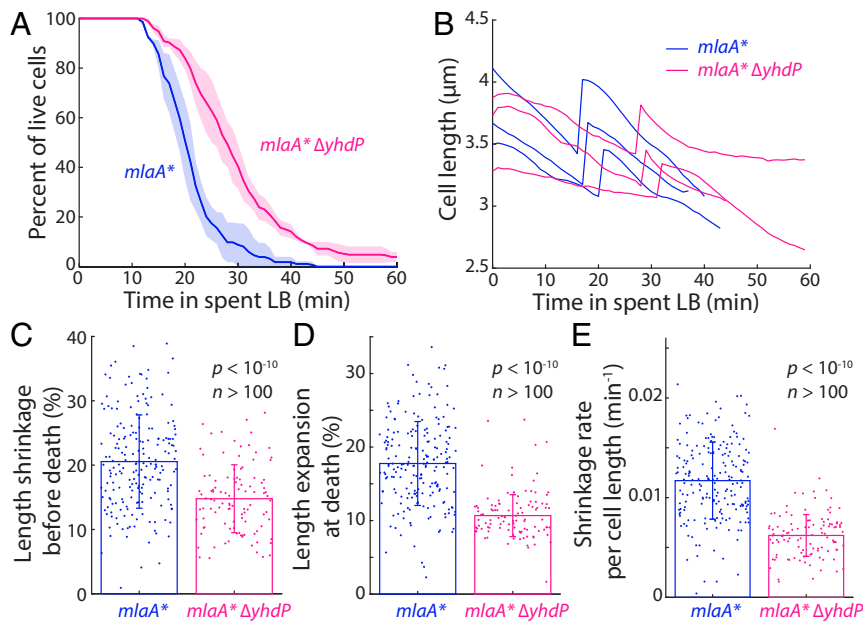 A
Percent of live cells
100
80
60
40
20
0
mlaA*
mlaA* ΔyhdP
0 10 20 30 40 50 60
Time in spent LB (min)
B
Cell length (μm)
4
3.5
3
2.5
mlaA*
mlaA* ΔyhdP
0 10 20 30 40 50 60
Time in spent LB (min)
C
Length shrinkage
before death (%)
40
30
20
10
0
p < 10⁻¹⁰
n > 100
mlaA* mlaA* ΔyhdP
D
Length expansion
at death (%)
30
20
10
0
p < 10⁻¹⁰
n > 100
mlaA* mlaA* ΔyhdP
E
Shrinkage rate
per cell length (min⁻¹)
0.02
0.01
0
p < 10⁻¹⁰
n > 100
mlaA* mlaA* ΔyhdP